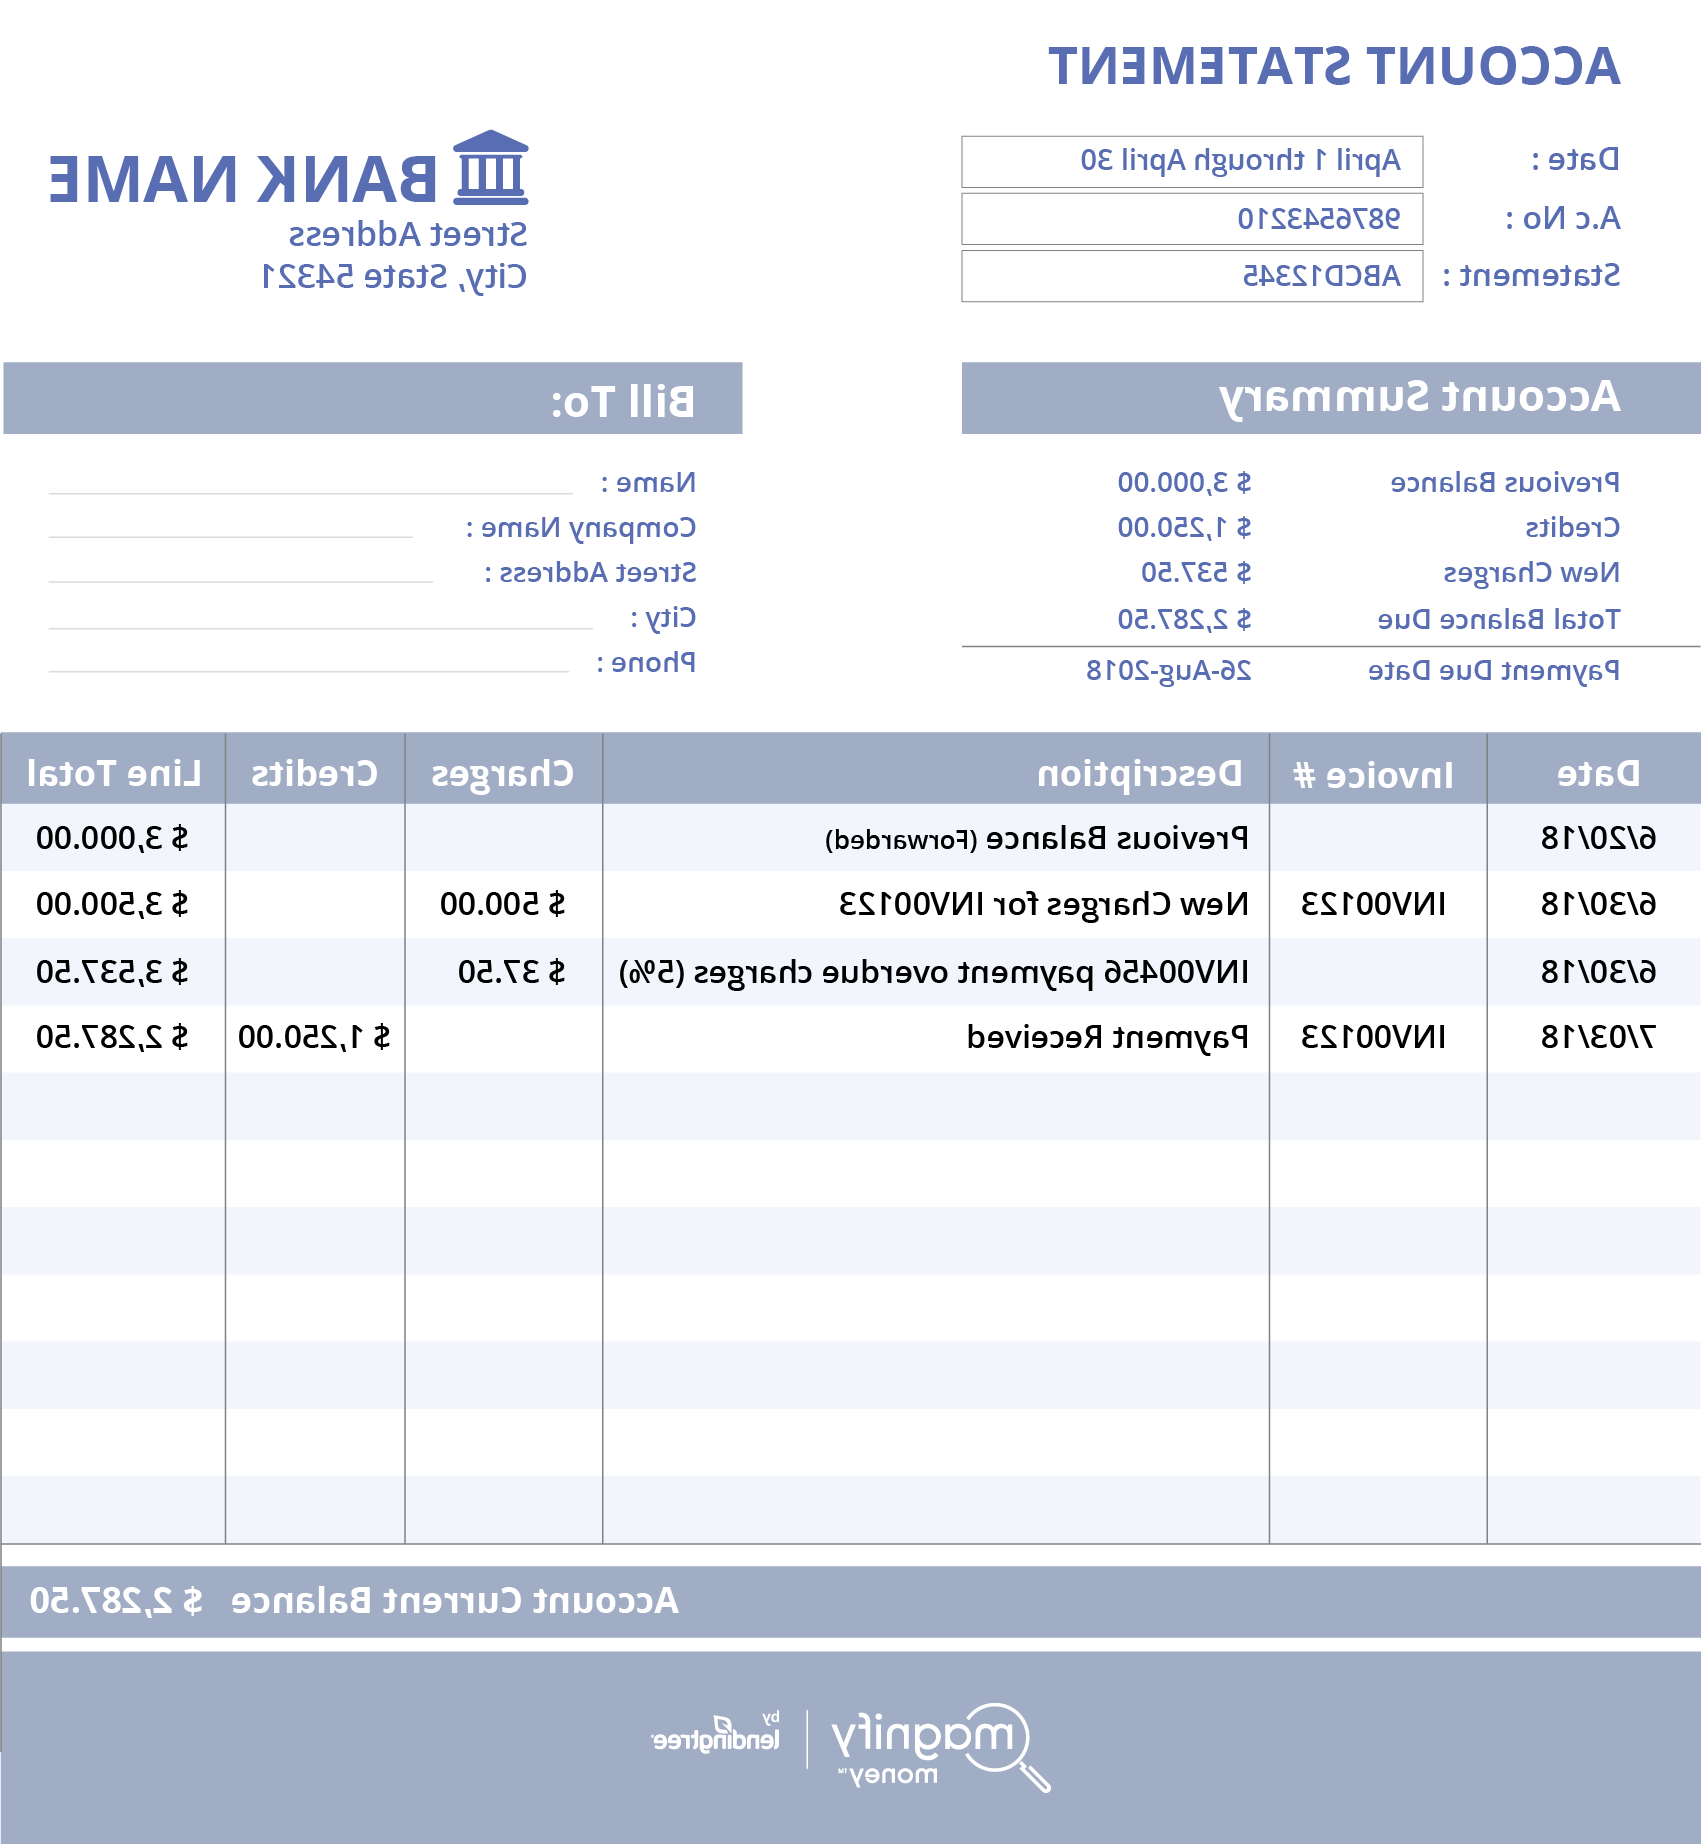 ACCOUNT STATEMENT
Date : April 1 through April 30
A.c No : 9876543210
Statement : ABCD12345
BANK NAME
Street Address
City, State 54321
Account Summary
Previous Balance $ 3,000.00
Credits $ 1,250.00
New Charges $ 537.50
Total Balance Due $ 2,287.50
Payment Due Date 26-Aug-2018
Bill To:
Name :
Company Name :
Street Address :
City :
Phone :
Date Invoice # Description Charges Credits Line Total
6/20/18 Previous Balance (Forwarded) $ 3,000.00
6/30/18 INV00123 New Charges for INV00123 $ 500.00 $ 3,500.00
6/30/18 INV00456 payment overdue charges (5%) $ 37.50 $ 3,537.50
7/03/18 INV00123 Payment Received $ 1,250.00 $ 2,287.50
Account Current Balance $ 2,287.50
magnify
money™
by
lendingtree